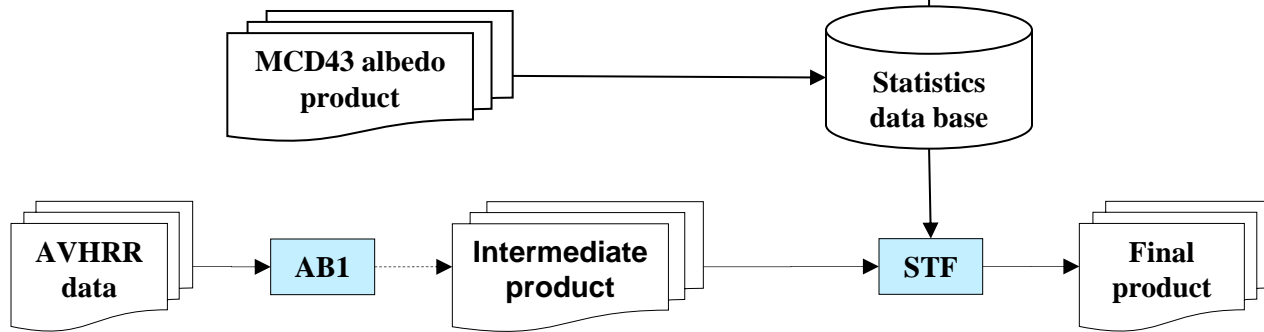 MCD43 albedo
product
Statistics
data base
AVHRR
data
AB1
Intermediate
product
STF
Final
product